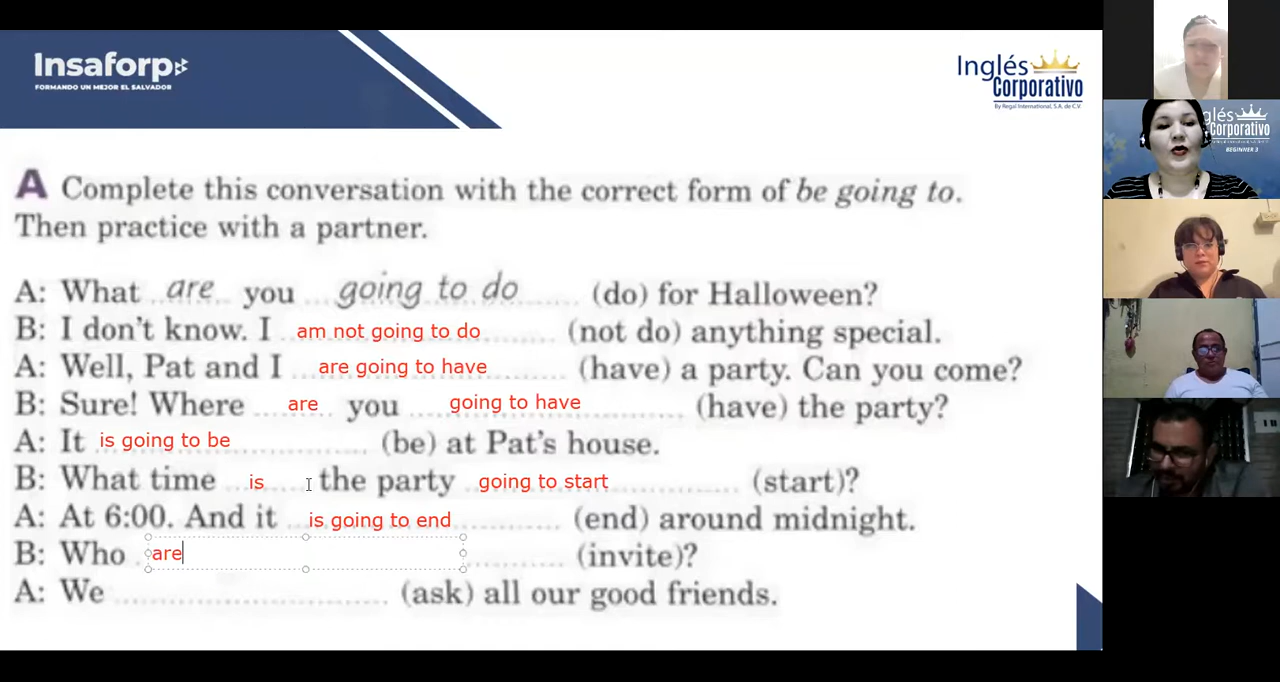 Insaforp
FORMANDO UN MEJOR EL SALVADOR
Inglés
Corporativo
By Regal International, S.A. de C.V.
A Complete this conversation with the correct form of be going to.
Then practice with a partner.
A: What are you going to do (do) for Halloween?
B: I don't know. I am not going to do (not do) anything special.
A: Well, Pat and I are going to have (have) a party. Can you come?
B: Sure! Where are you going to have (have) the party?
A: It is going to be (be) at Pat's house.
B: What time is the party going to start (start)?
A: At 6:00. And it is going to end (end) around midnight.
B: Who are (invite)?
A: We (ask) all our good friends.
glés
Corporativo
BEGINNER 3